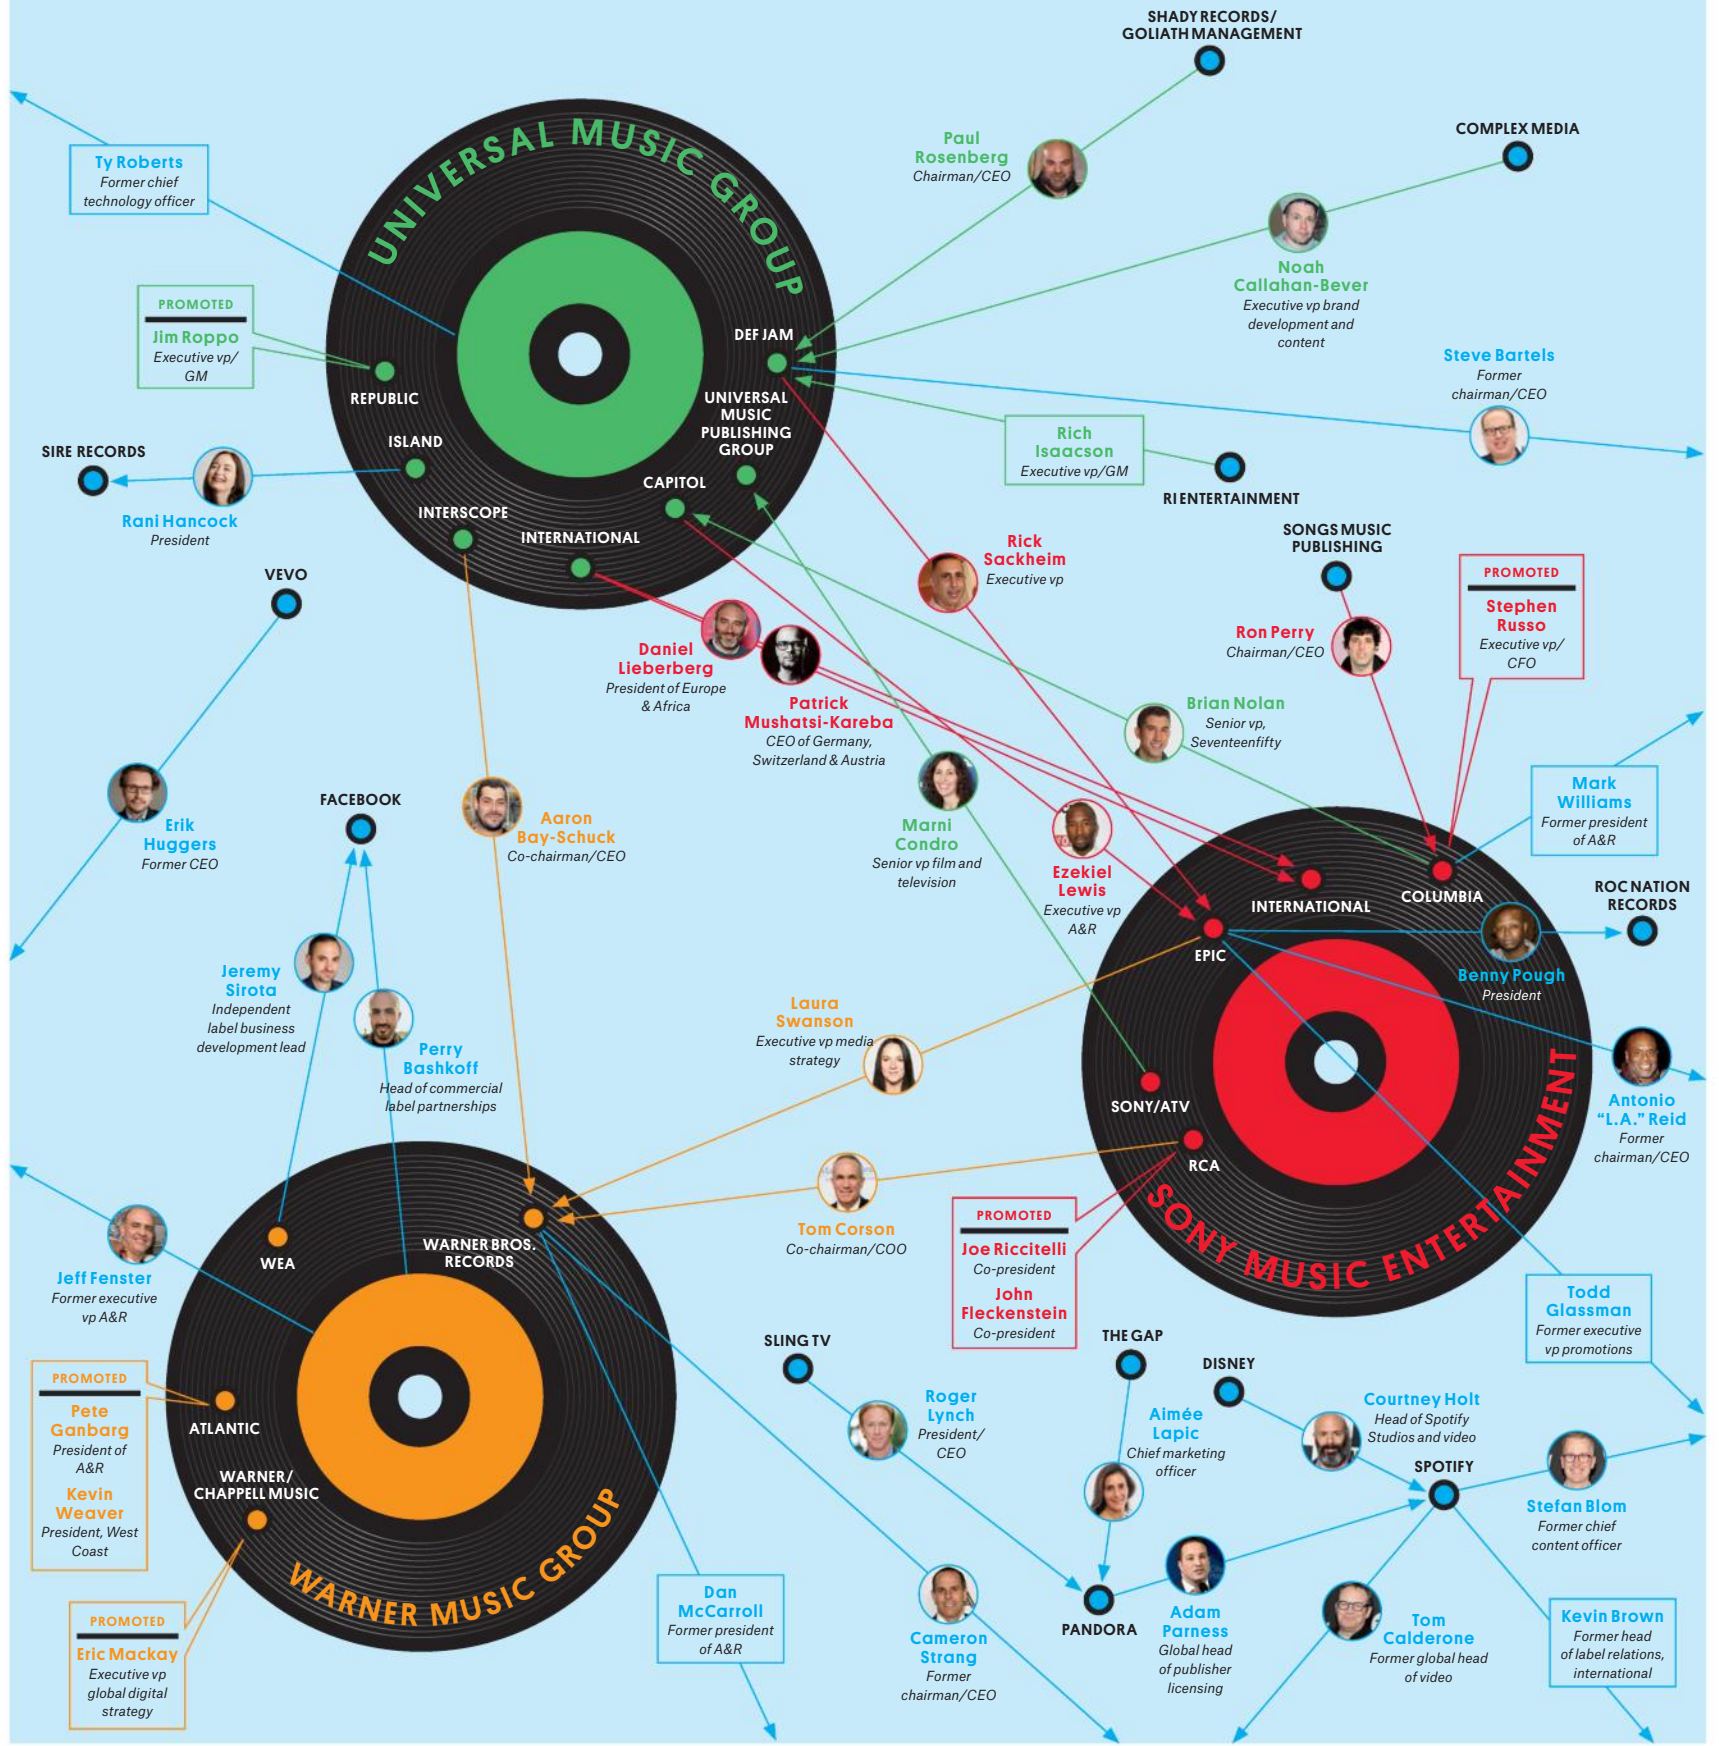 SHADY RECORDS/
GOLIATH MANAGEMENT
COMPLEX MEDIA
Paul
Rosenberg
Chairman/CEO
Ty Roberts
Former chief
technology officer
UNIVERSAL MUSIC GROUP
Noah
Callahan-Bever
Executive vp brand
development and
content
PROMOTED
Jim Roppo
Executive vp/
GM
DEF JAM
Steve Bartels
Former
chairman/CEO
REPUBLIC
UNIVERSAL
MUSIC
PUBLISHING
GROUP
Rich
Isaacson
Executive vp/GM
RI ENTERTAINMENT
SIRE RECORDS
ISLAND
CAPITOL
Rani Hancock
President
INTERSCOPE
INTERNATIONAL
SONGS MUSIC
PUBLISHING
Rick
Sackheim
Executive vp
VEVO
PROMOTED
Stephen
Russo
Executive vp/
CFO
Ron Perry
Chairman/CEO
Daniel
Lieberberg
President of Europe
& Africa
Patrick
Mushatsi-Kareba
CEO of Germany,
Switzerland & Austria
Brian Nolan
Senior vp,
Seventeenfifty
Mark
Williams
Former president
of A&R
FACEBOOK
Erik
Huggers
Former CEO
Aaron
Bay-Schuck
Co-chairman/CEO
Marni
Condro
Senior vp film and
television
Ezekiel
Lewis
Executive vp
A&R
INTERNATIONAL
COLUMBIA
ROC NATION
RECORDS
EPIC
Benny Pough
President
Jeremy
Sirota
Independent
label business
development lead
Perry
Bashkoff
Head of commercial
label partnerships
Laura
Swanson
Executive vp media
strategy
SONY/ATV
RCA
SONY MUSIC ENTERTAINMENT
Antonio
“L.A.” Reid
Former
chairman/CEO
WEA
WARNER BROS.
RECORDS
Tom Corson
Co-chairman/COO
PROMOTED
Joe Riccitelli
Co-president
John
Fleckenstein
Co-president
Jeff Fenster
Former executive
vp A&R
Todd
Glassman
Former executive
vp promotions
SLING TV
THE GAP
DISNEY
PROMOTED
Pete
Ganbarg
President of
A&R
Kevin
Weaver
President, West
Coast
ATLANTIC
WARNER/
CHAPPELL MUSIC
WARNER MUSIC GROUP
Roger
Lynch
President/
CEO
Aimée
Lapic
Chief marketing
officer
Courtney Holt
Head of Spotify
Studios and video
SPOTIFY
Stefan Blom
Former chief
content officer
PROMOTED
Eric Mackay
Executive vp
global digital
strategy
Dan
McCarroll
Former president
of A&R
Cameron
Strang
Former
chairman/CEO
PANDORA
Adam
Parness
Global head
of publisher
licensing
Tom
Calderone
Former global head
of video
Kevin Brown
Former head
of label relations,
international